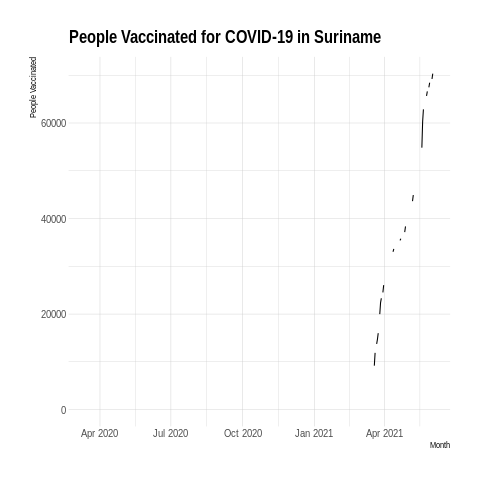 People Vaccinated for COVID-19 in Suriname
People Vaccinated
60000
40000
20000
0
Apr 2020 Jul 2020 Oct 2020 Jan 2021 Apr 2021
Month